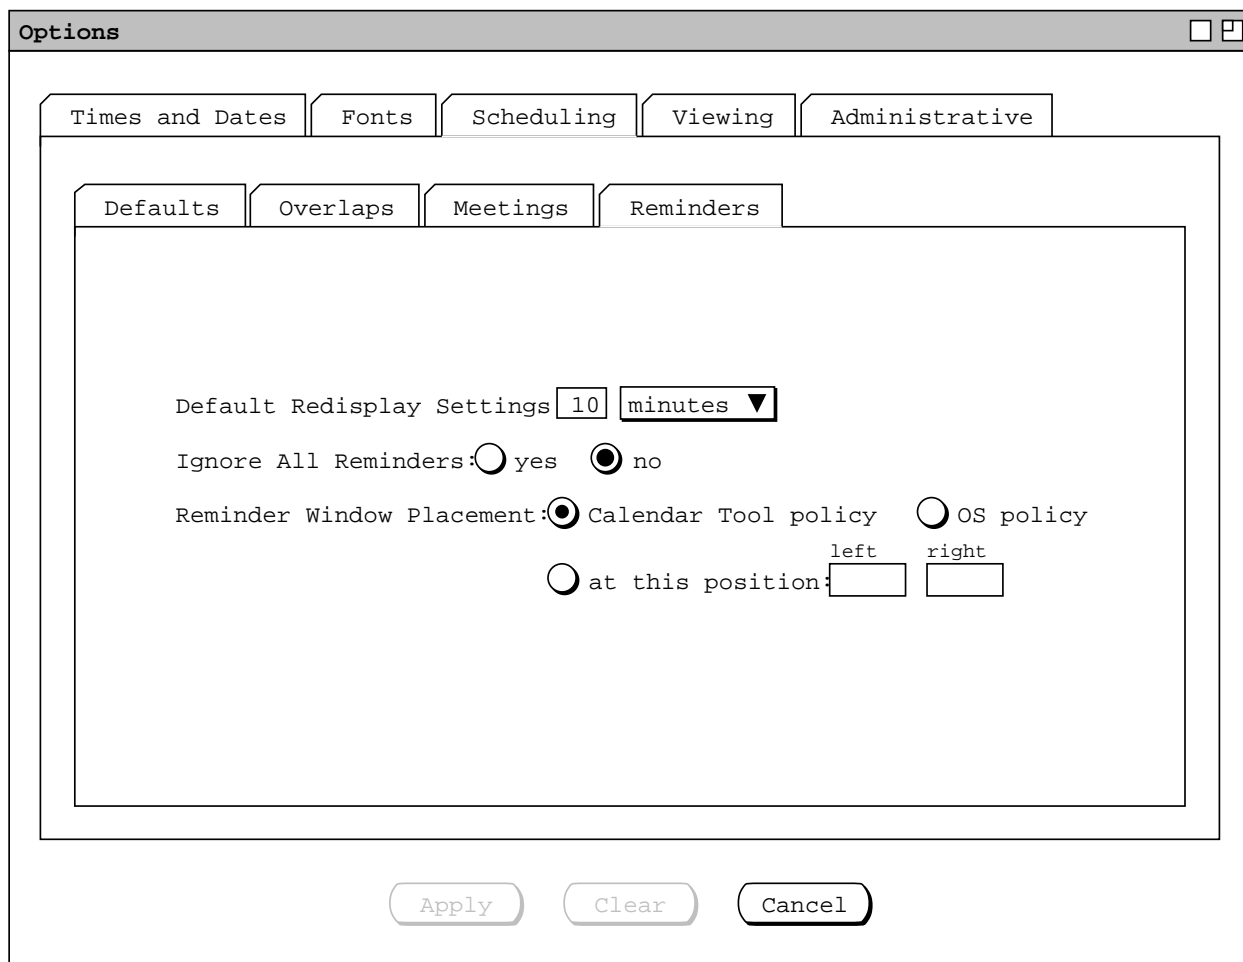 Options
Times and Dates Fonts Scheduling Viewing Administrative
Defaults Overlaps Meetings Reminders
Default Redisplay Settings 10 minutes ▼
Ignore All Reminders: yes no
Reminder Window Placement: Calendar Tool policy OS policy
left right
at this position:
Apply Clear Cancel